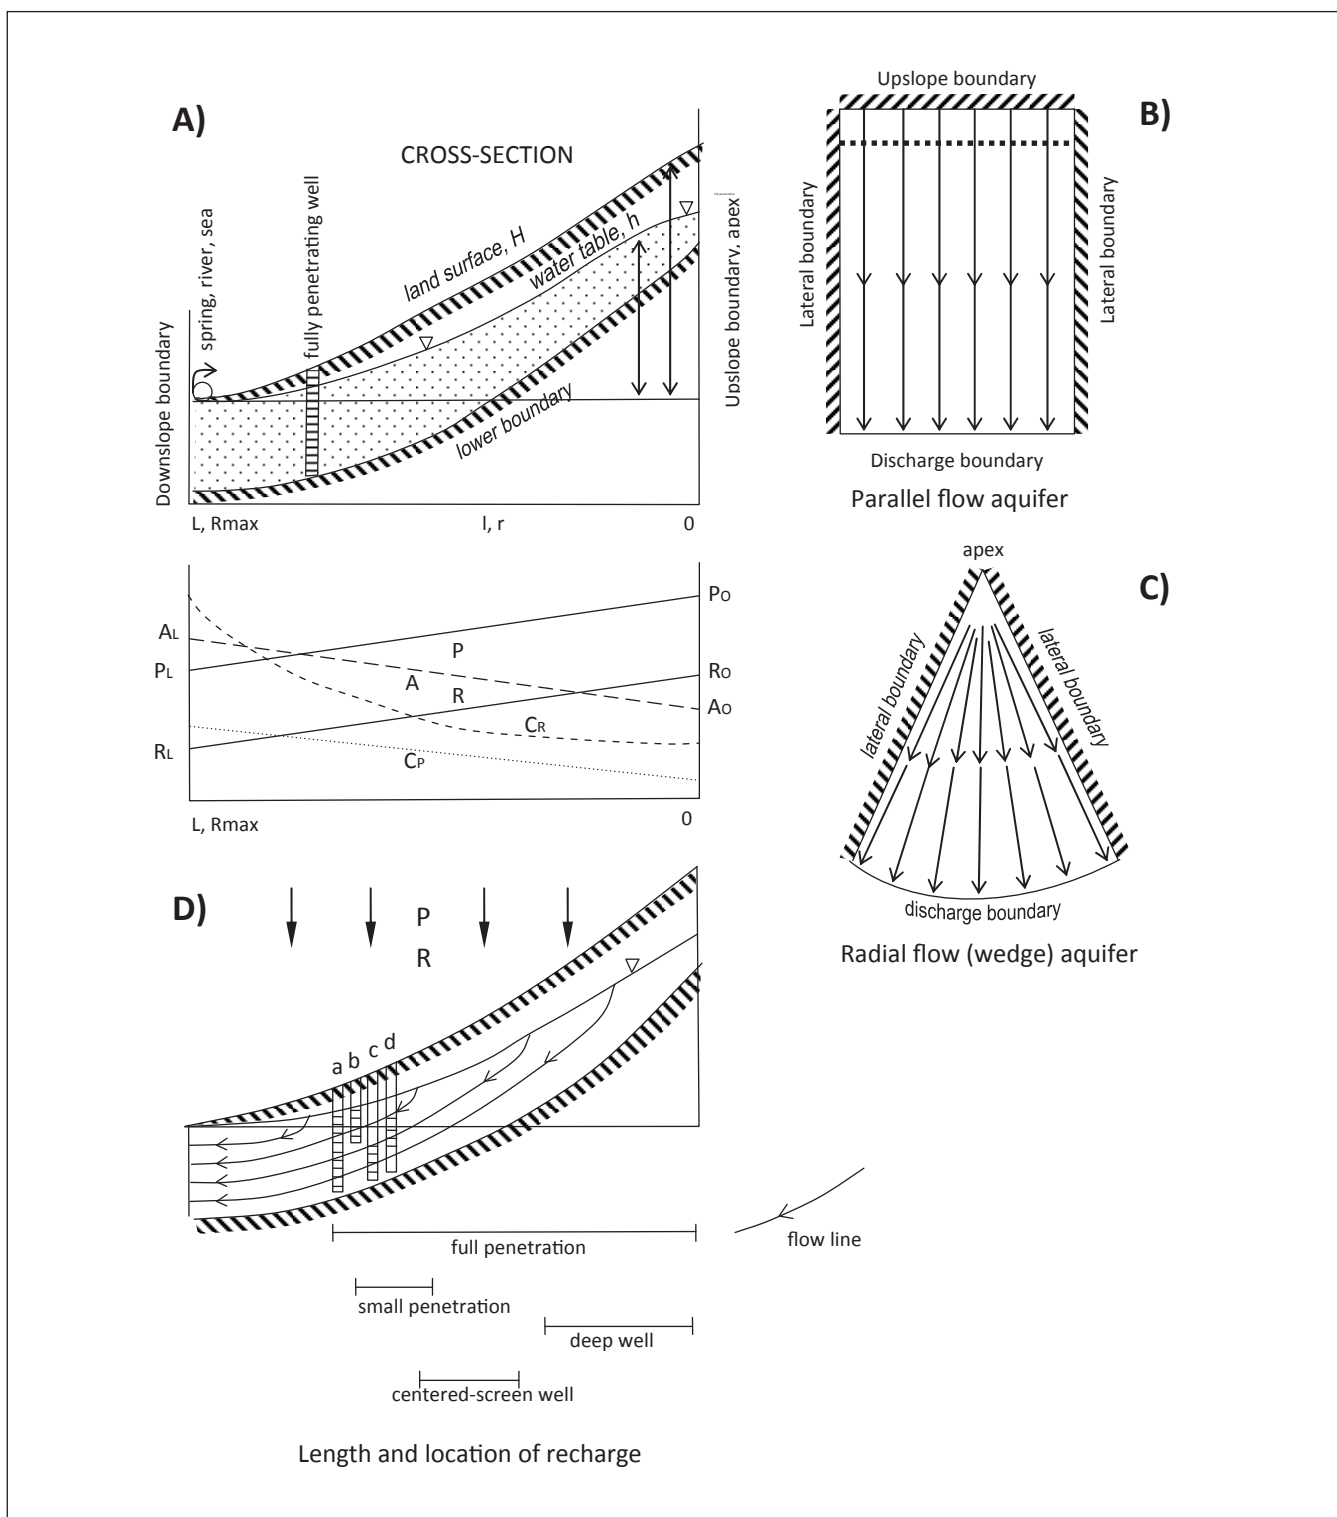 A)
CROSS-SECTION
spring, river, sea
fully penetrating well
land surface, H
water table, h
lower boundary
Downslope boundary
Upslope boundary, apex
L, Rmax
l, r
0
B)
Upslope boundary
Lateral boundary
Lateral boundary
Discharge boundary
Parallel flow aquifer
AL
PL
RL
P
A
R
CR
CP
PO
RO
AO
L, Rmax
0
C)
apex
lateral boundary
lateral boundary
discharge boundary
Radial flow (wedge) aquifer
D)
P
R
a
b
c
d
full penetration
small penetration
deep well
centered-screen well
flow line
Length and location of recharge